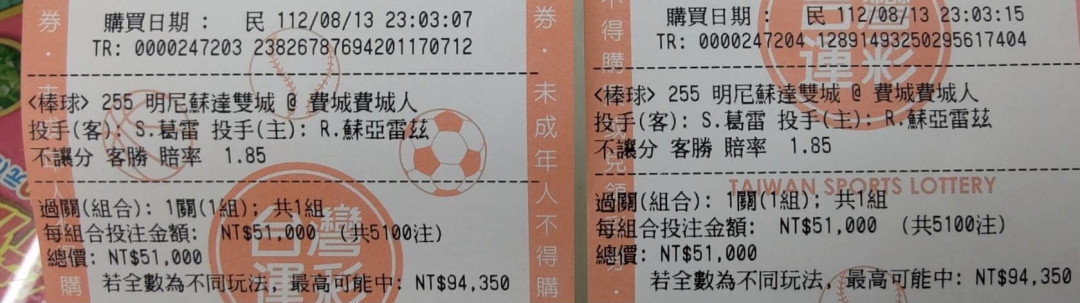 購買日期： 民 112/08/13 23:03:07
TR: 0000247203 238267876942011​70712
<棒球> 255 明尼蘇達雙城 @ 費城費城人
投手(客): S.葛雷 投手(主): R.蘇亞雷茲
不讓分 客勝 賠率 1.85
過關(組合): 1關(1組); 共1組
每組合投注金額: NT$51,000 (共5100注)
總價: NT$51,000
若全數為不同玩法, 最高可能中: NT$94,350
券・未成年人不得購
台灣運彩
購買日期： 民 112/08/13 23:03:15
TR: 0000247204 128914932502956174​04
<棒球> 255 明尼蘇達雙城 @ 費城費城人
投手(客): S.葛雷 投手(主): R.蘇亞雷茲
不讓分 客勝 賠率 1.85
TAIWAN SPORTS LOTTERY
過關(組合): 1關(1組); 共1組
每組合投注金額: NT$51,000 (共5100注)
總價: NT$51,000
若全數為不同玩法, 最高可能中: NT$94,350